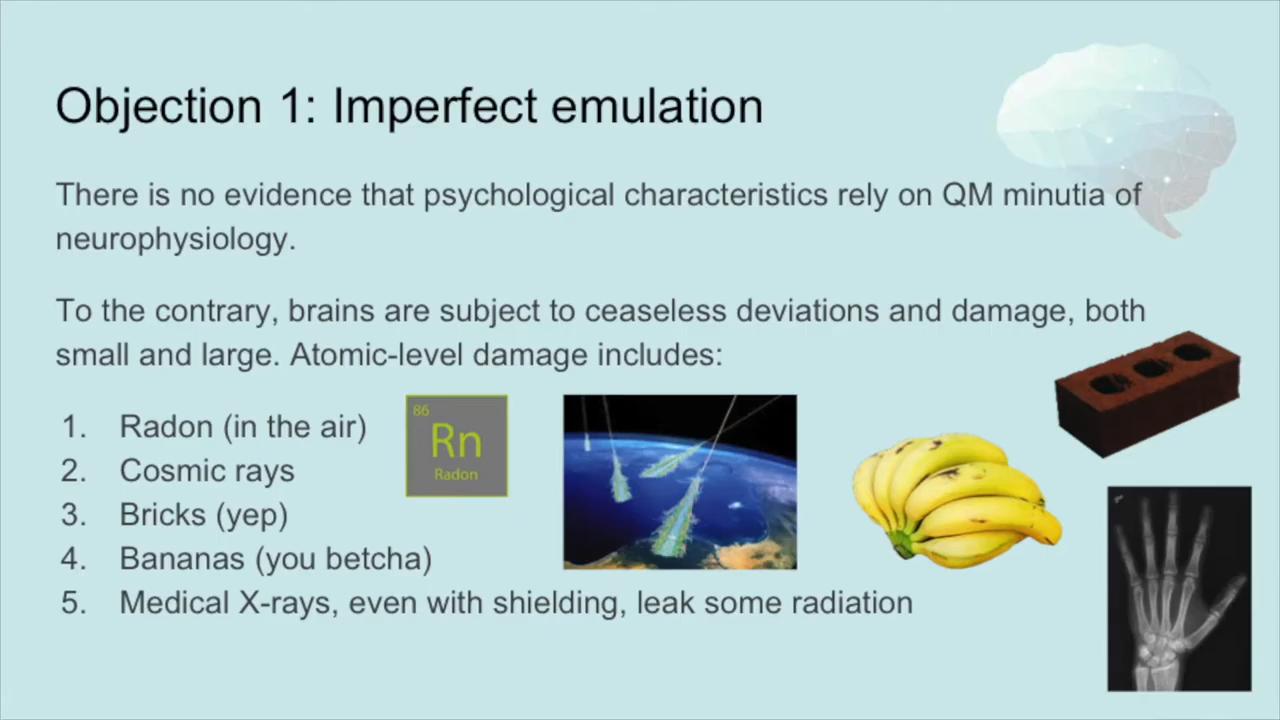 Objection 1: Imperfect emulation
There is no evidence that psychological characteristics rely on QM minutia of
neurophysiology.
To the contrary, brains are subject to ceaseless deviations and damage, both
small and large. Atomic-level damage includes:
1. Radon (in the air)
2. Cosmic rays
3. Bricks (yep)
4. Bananas (you betcha)
5. Medical X-rays, even with shielding, leak some radiation
86
Rn
Radon